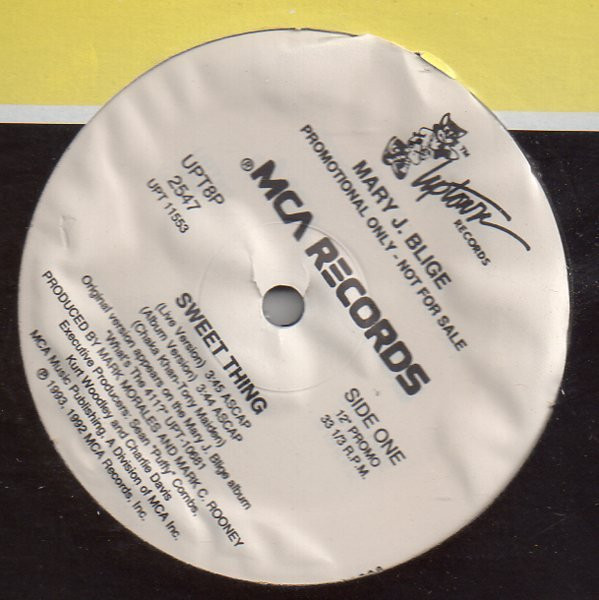 Uptown™
RECORDS
MARY J. BLIGE
PROMOTIONAL ONLY - NOT FOR SALE
MCA RECORDS®
UPT8P
2547
UPT 11553
SIDE ONE
12" PROMO
33 1/3 R.P.M.
SWEET THING
(Live Version) 3:45 ASCAP
(Album Version) 3:44 ASCAP
(Chaka Khan-Tony Maiden)
Original version appears on the Mary J. Blige album
"What's The 411?" UPT-10681
PRODUCED BY MARK MORALES AND MARK C. ROONEY
Executive Producers: Sean "Puffy" Combs,
Kurt Woodley and Charlie Davis
MCA Music Publishing, A Division of MCA Inc.
℗ 1993, 1992 MCA Records, Inc.